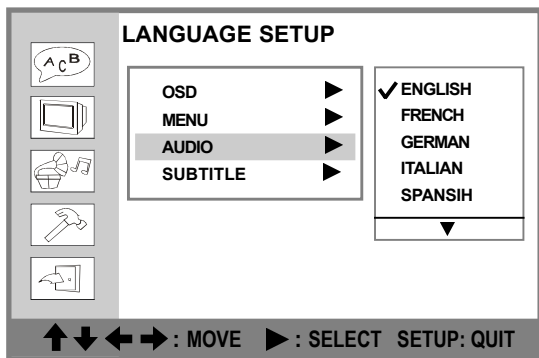 LANGUAGE SETUP
A C B
OSD
MENU
AUDIO
SUBTITLE
ENGLISH
FRENCH
GERMAN
ITALIAN
SPANSIH
: MOVE : SELECT SETUP: QUIT